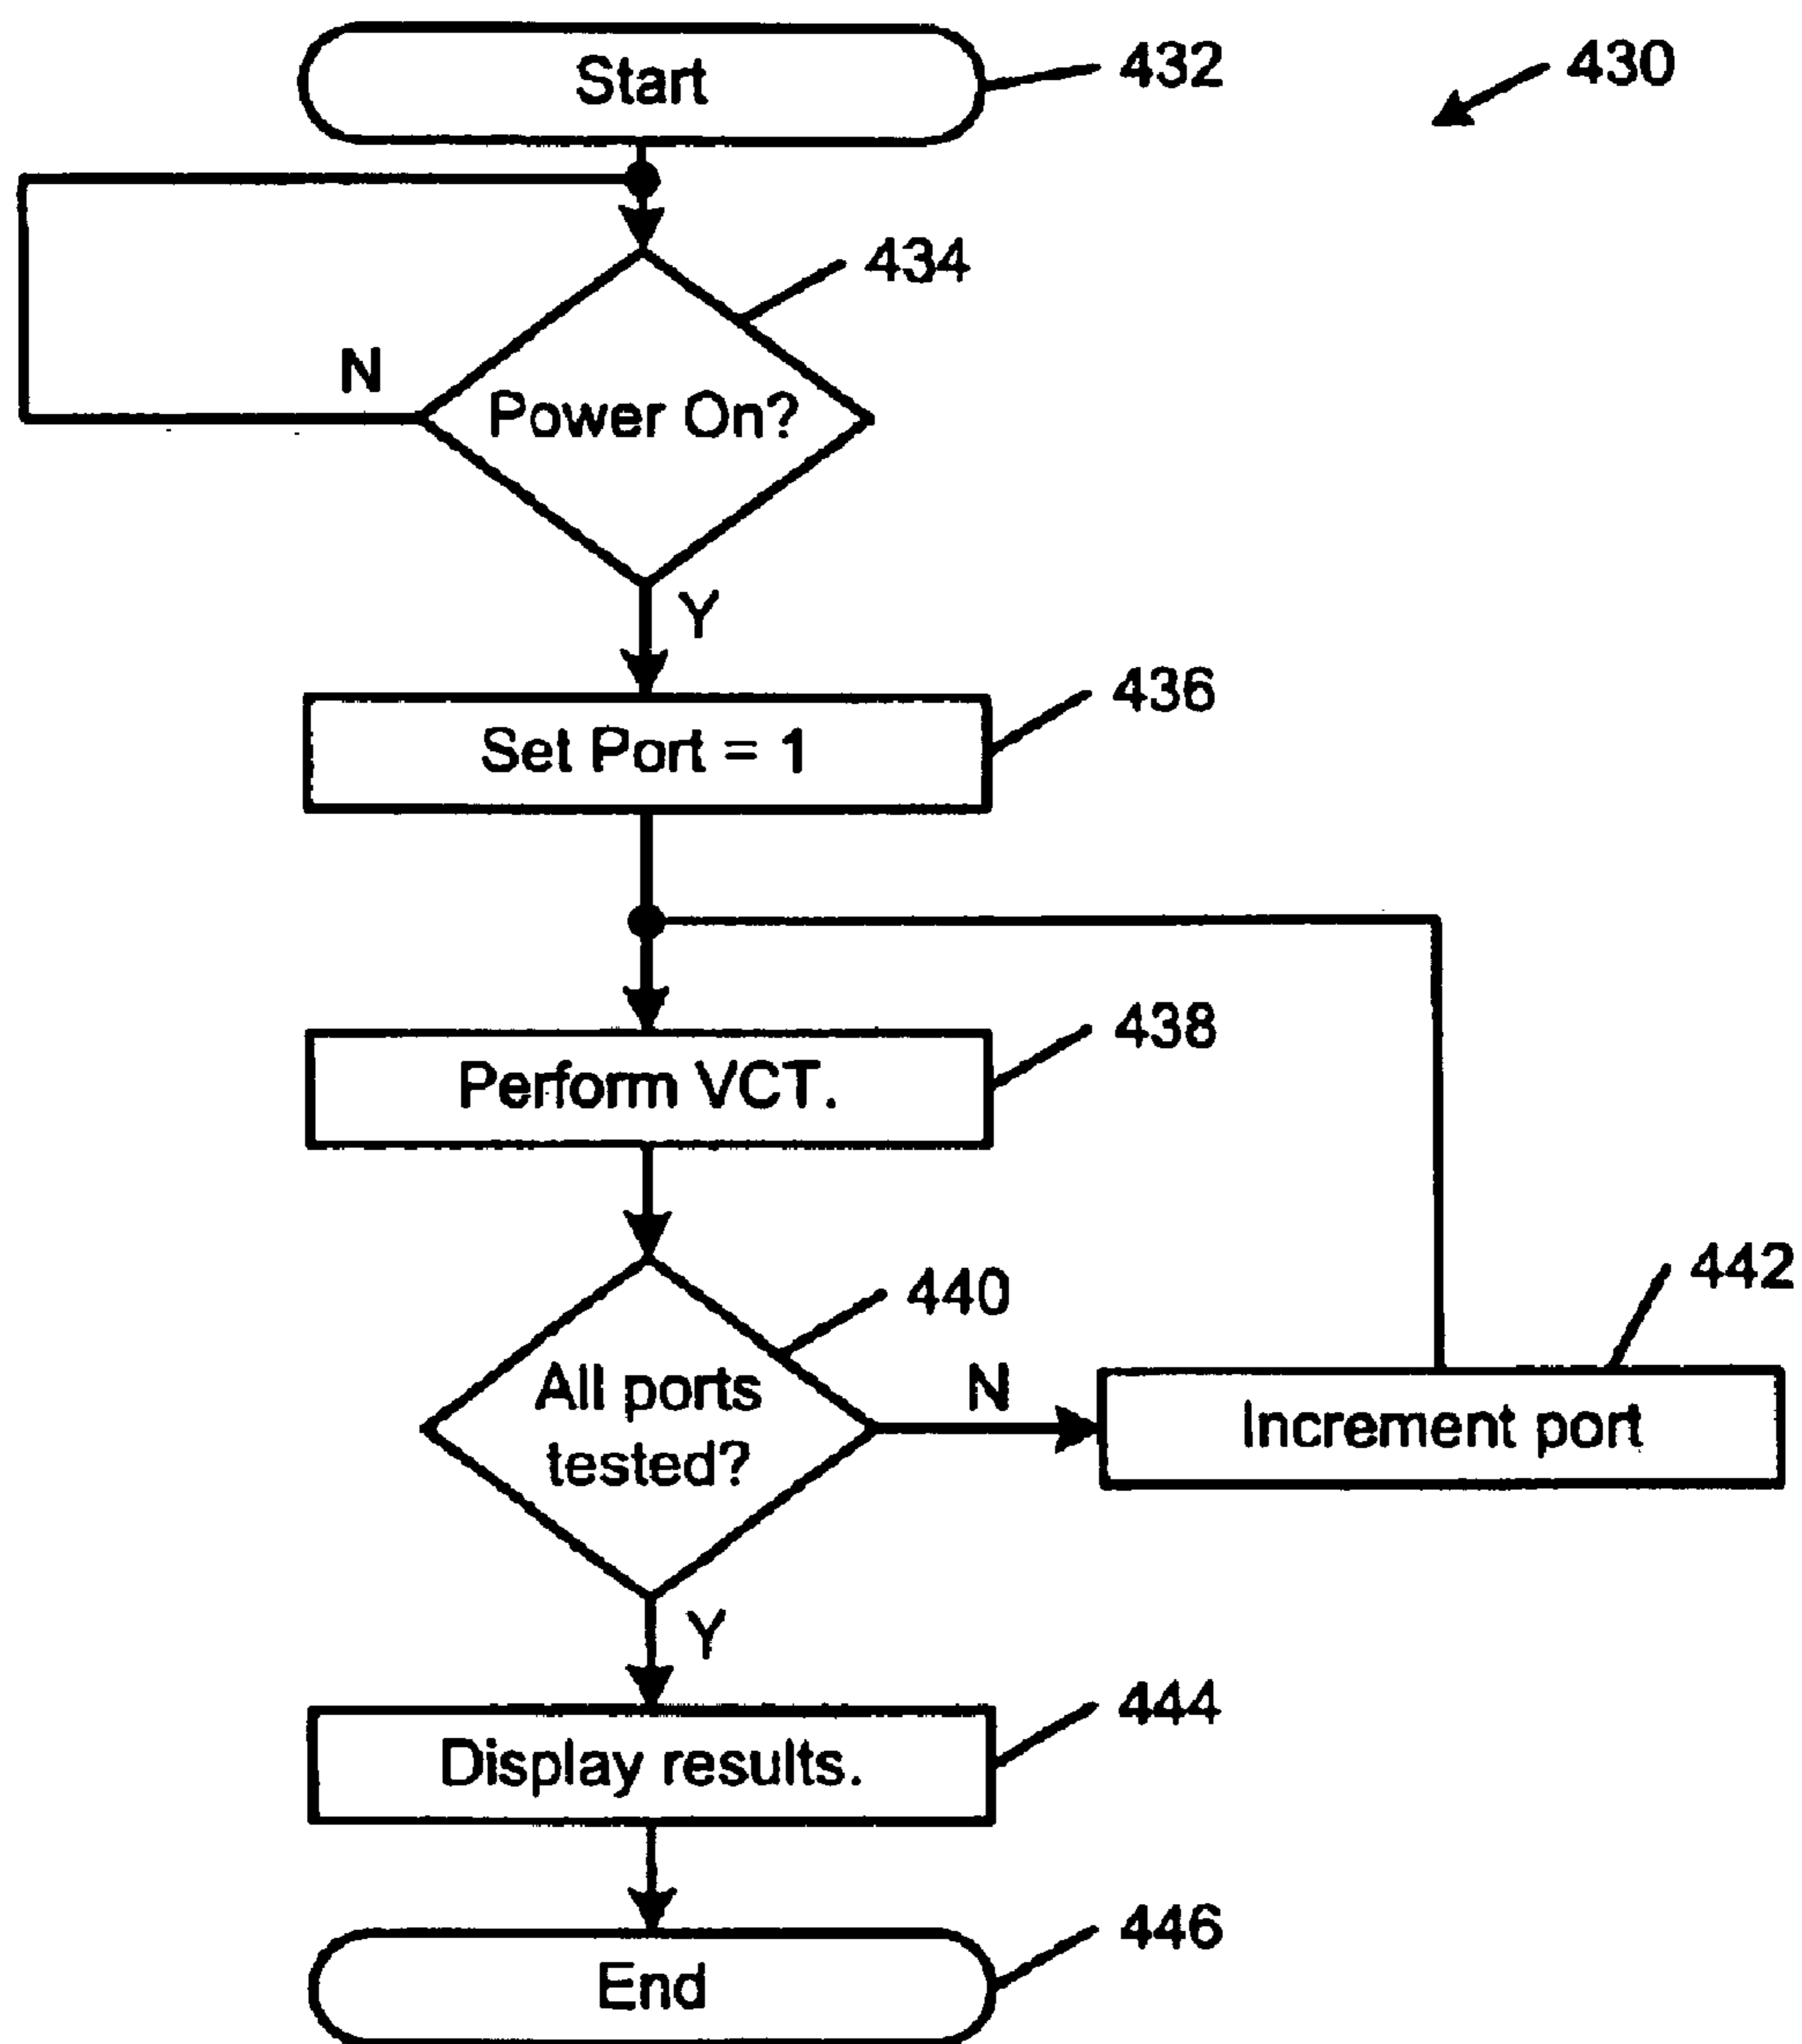 Start
432
430
434
N
Power On?
Y
436
Set Port = 1
438
Perform VCT.
440
442
All ports
tested?
N
Increment port
Y
444
Display results.
446
End